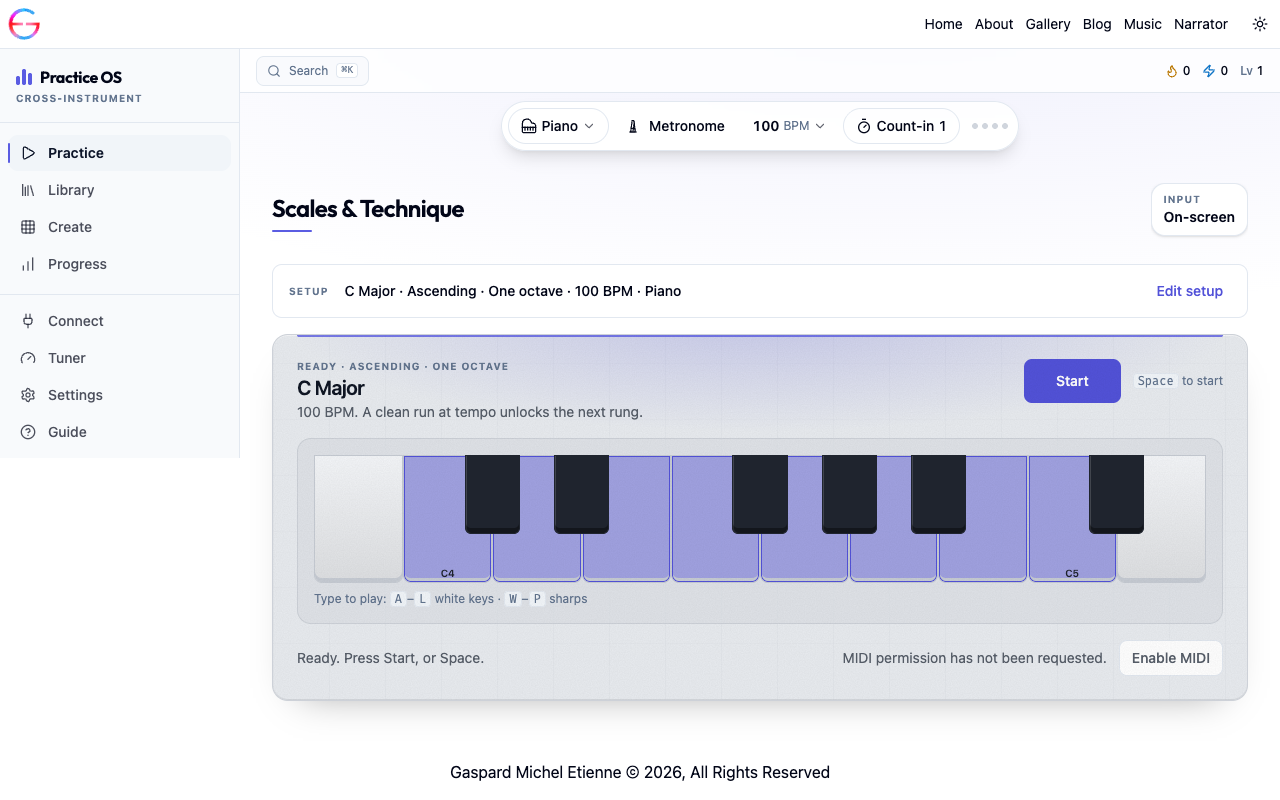 Home About Gallery Blog Music Narrator
Practice OS
CROSS-INSTRUMENT
Search ⌘K
0 0 Lv 1
Piano Metronome 100 BPM Count-in 1
Practice
Library
Create
Progress
Connect
Tuner
Settings
Guide
Scales & Technique
INPUT
On-screen
SETUP C Major · Ascending · One octave · 100 BPM · Piano Edit setup
READY · ASCENDING · ONE OCTAVE
C Major
100 BPM. A clean run at tempo unlocks the next rung.
Start Space to start
C4 C5
Type to play: A – L white keys · W – P sharps
Ready. Press Start, or Space. MIDI permission has not been requested. Enable MIDI
Gaspard Michel Etienne © 2026, All Rights Reserved